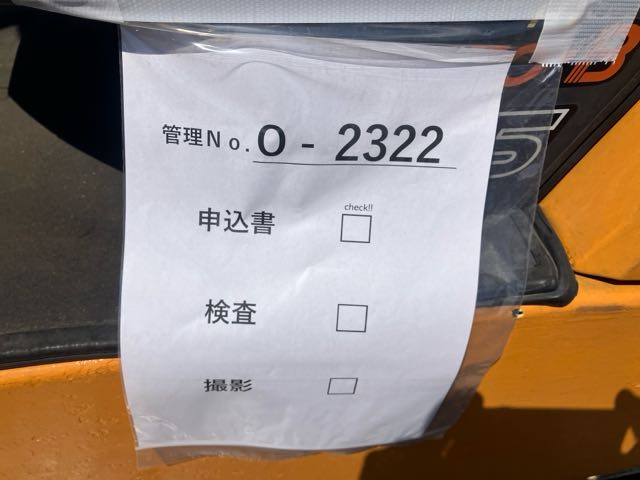 管理No. O - 2322
check!!
申込書 □
検査 □
撮影 □